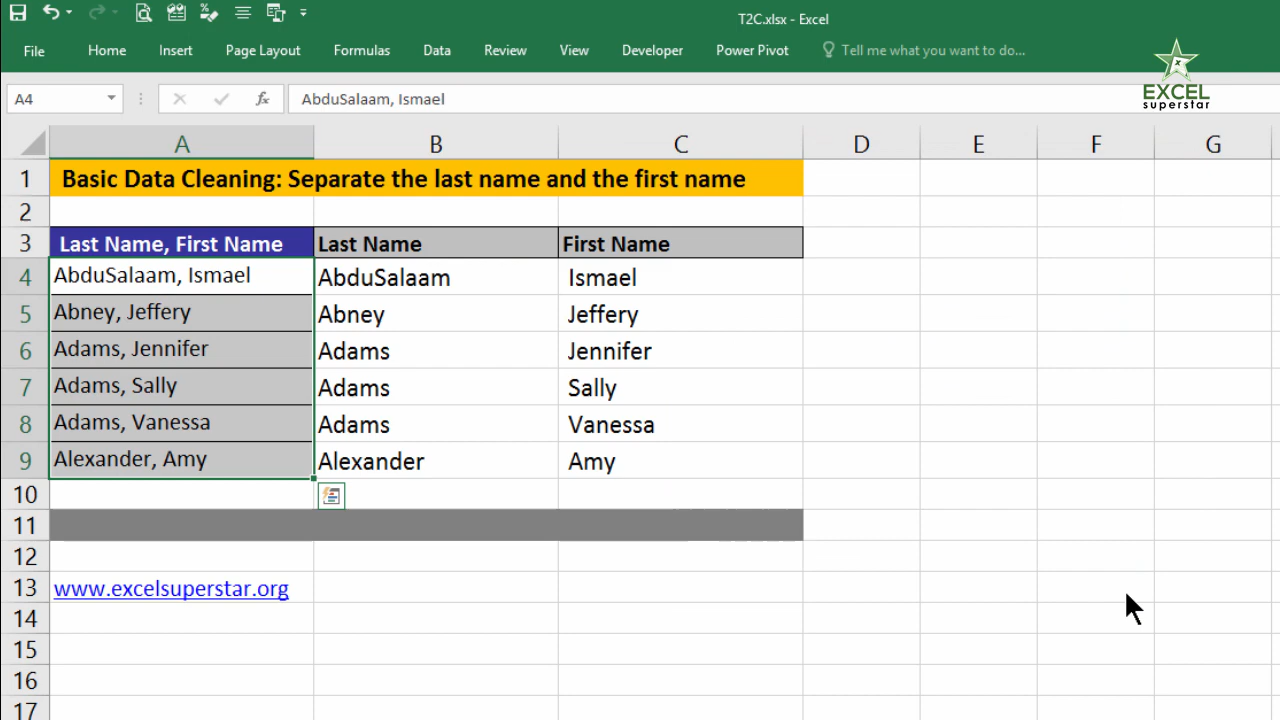 T2C.xlsx - Excel
File Home Insert Page Layout Formulas Data Review View Developer Power Pivot Tell me what you want to do...
EXCEL
superstar
A4 fx AbduSalaam, Ismael
A B C D E F G
1 Basic Data Cleaning: Separate the last name and the first name
2
3 Last Name, First Name Last Name First Name
4 AbduSalaam, Ismael AbduSalaam Ismael
5 Abney, Jeffery Abney Jeffery
6 Adams, Jennifer Adams Jennifer
7 Adams, Sally Adams Sally
8 Adams, Vanessa Adams Vanessa
9 Alexander, Amy Alexander Amy
10
11
12
13 www.excelsuperstar.org
14
15
16
17